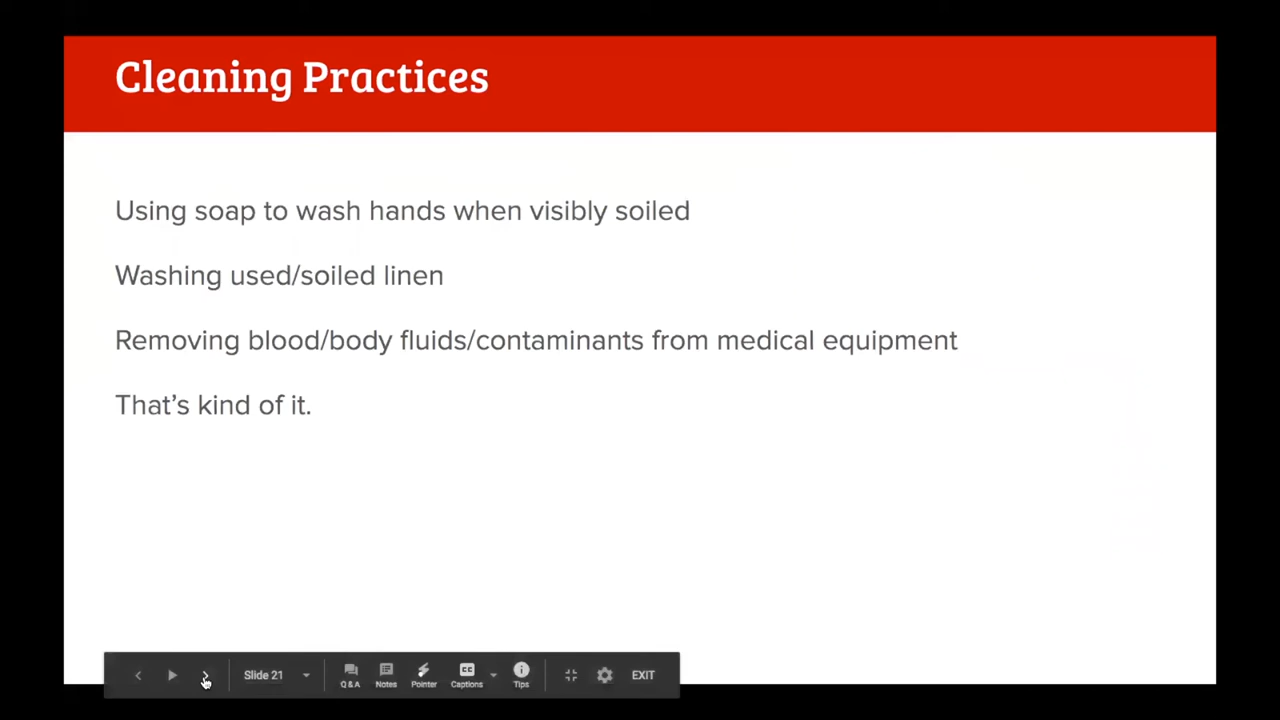 Cleaning Practices
Using soap to wash hands when visibly soiled
Washing used/soiled linen
Removing blood/body fluids/contaminants from medical equipment
That’s kind of it.
Slide 21
Q & A
Notes
Pointer
CC
Captions
Tips
EXIT